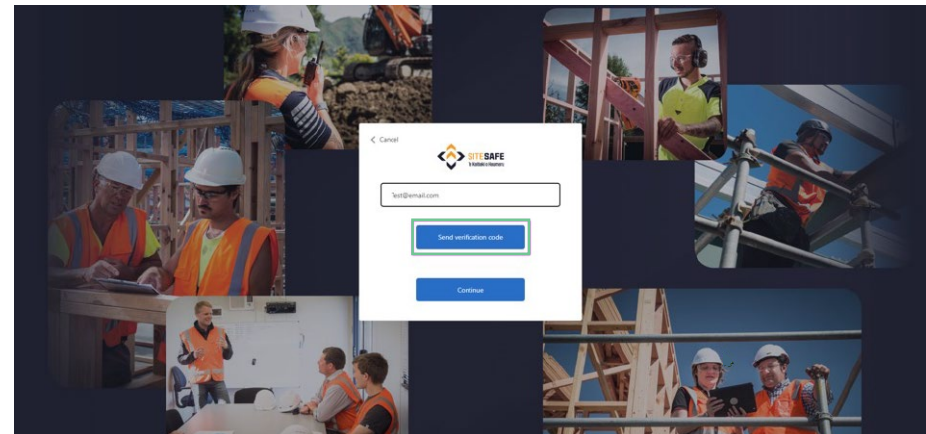 Cancel
SITESAFE
Test@email.com
Send verification code
Continue